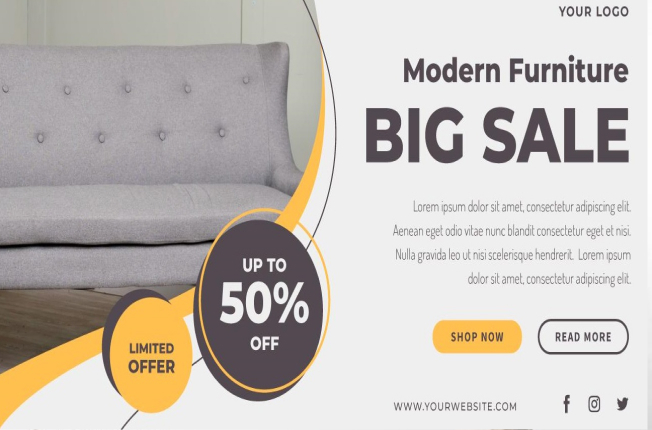 YOUR LOGO
Modern Furniture
BIG SALE
Lorem ipsum dolor sit amet, consectetur adipiscing elit.
Aenean eget odio vitae nunc blandit consectetur eget et nisi.
Nulla gravida leo ut nisi scelerisque hendrerit. Lorem ipsum
dolor sit amet, consectetur adipiscing elit.
UP TO
50%
OFF
LIMITED
OFFER
SHOP NOW
READ MORE
WWW.YOURWEBSITE.COM